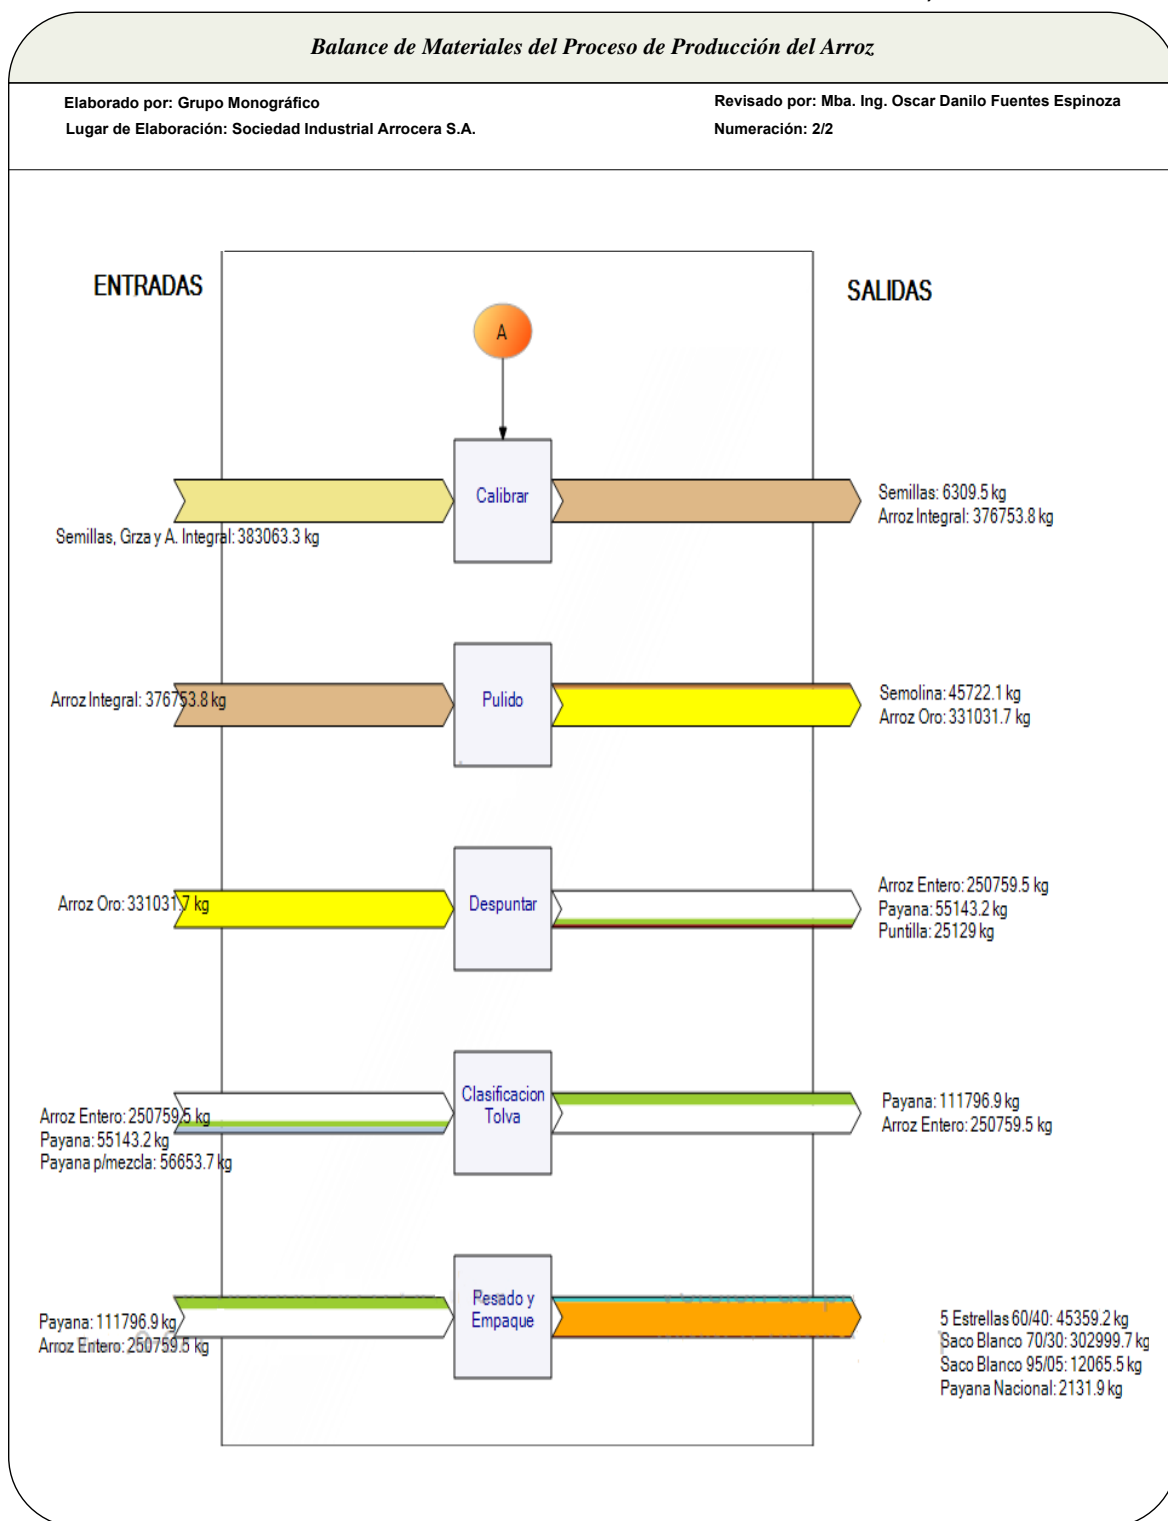 Balance de Materiales del Proceso de Producción del Arroz
Elaborado por: Grupo Monográfico
Revisado por: Mba. Ing. Oscar Danilo Fuentes Espinoza
Lugar de Elaboración: Sociedad Industrial Arrocera S.A.
Numeración: 2/2
ENTRADAS
SALIDAS
A
Calibrar
Semillas, Grza y A. Integral: 383063.3 kg
Semillas: 6309.5 kg
Arroz Integral: 376753.8 kg
Arroz Integral: 376753.8 kg
Pulido
Semolina: 45722.1 kg
Arroz Oro: 331031.7 kg
Arroz Oro: 331031.7 kg
Despuntar
Arroz Entero: 250759.5 kg
Payana: 55143.2 kg
Puntilla: 25129 kg
Arroz Entero: 250759.5 kg
Payana: 55143.2 kg
Payana p/mezcla: 56653.7 kg
Clasificacion
Tolva
Payana: 111796.9 kg
Arroz Entero: 250759.5 kg
Payana: 111796.9 kg
Arroz Entero: 250759.5 kg
Pesado y
Empaque
5 Estrellas 60/40: 45359.2 kg
Saco Blanco 70/30: 302999.7 kg
Saco Blanco 95/05: 12065.5 kg
Payana Nacional: 2131.9 kg